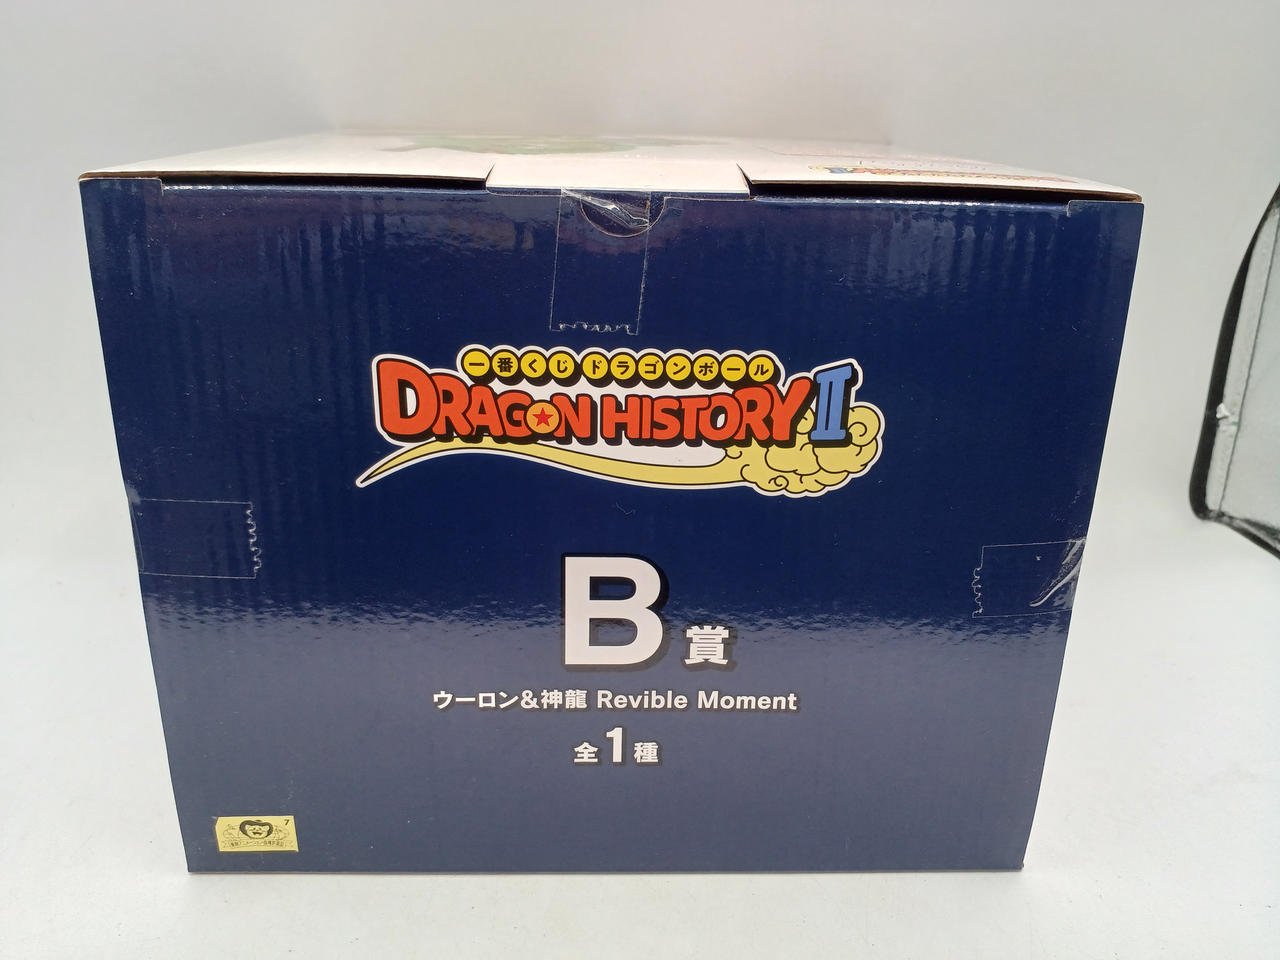 一番くじ ドラゴンボール
DRAGON HISTORY II
B賞
ウーロン&神龍 Revible Moment
全1種
7